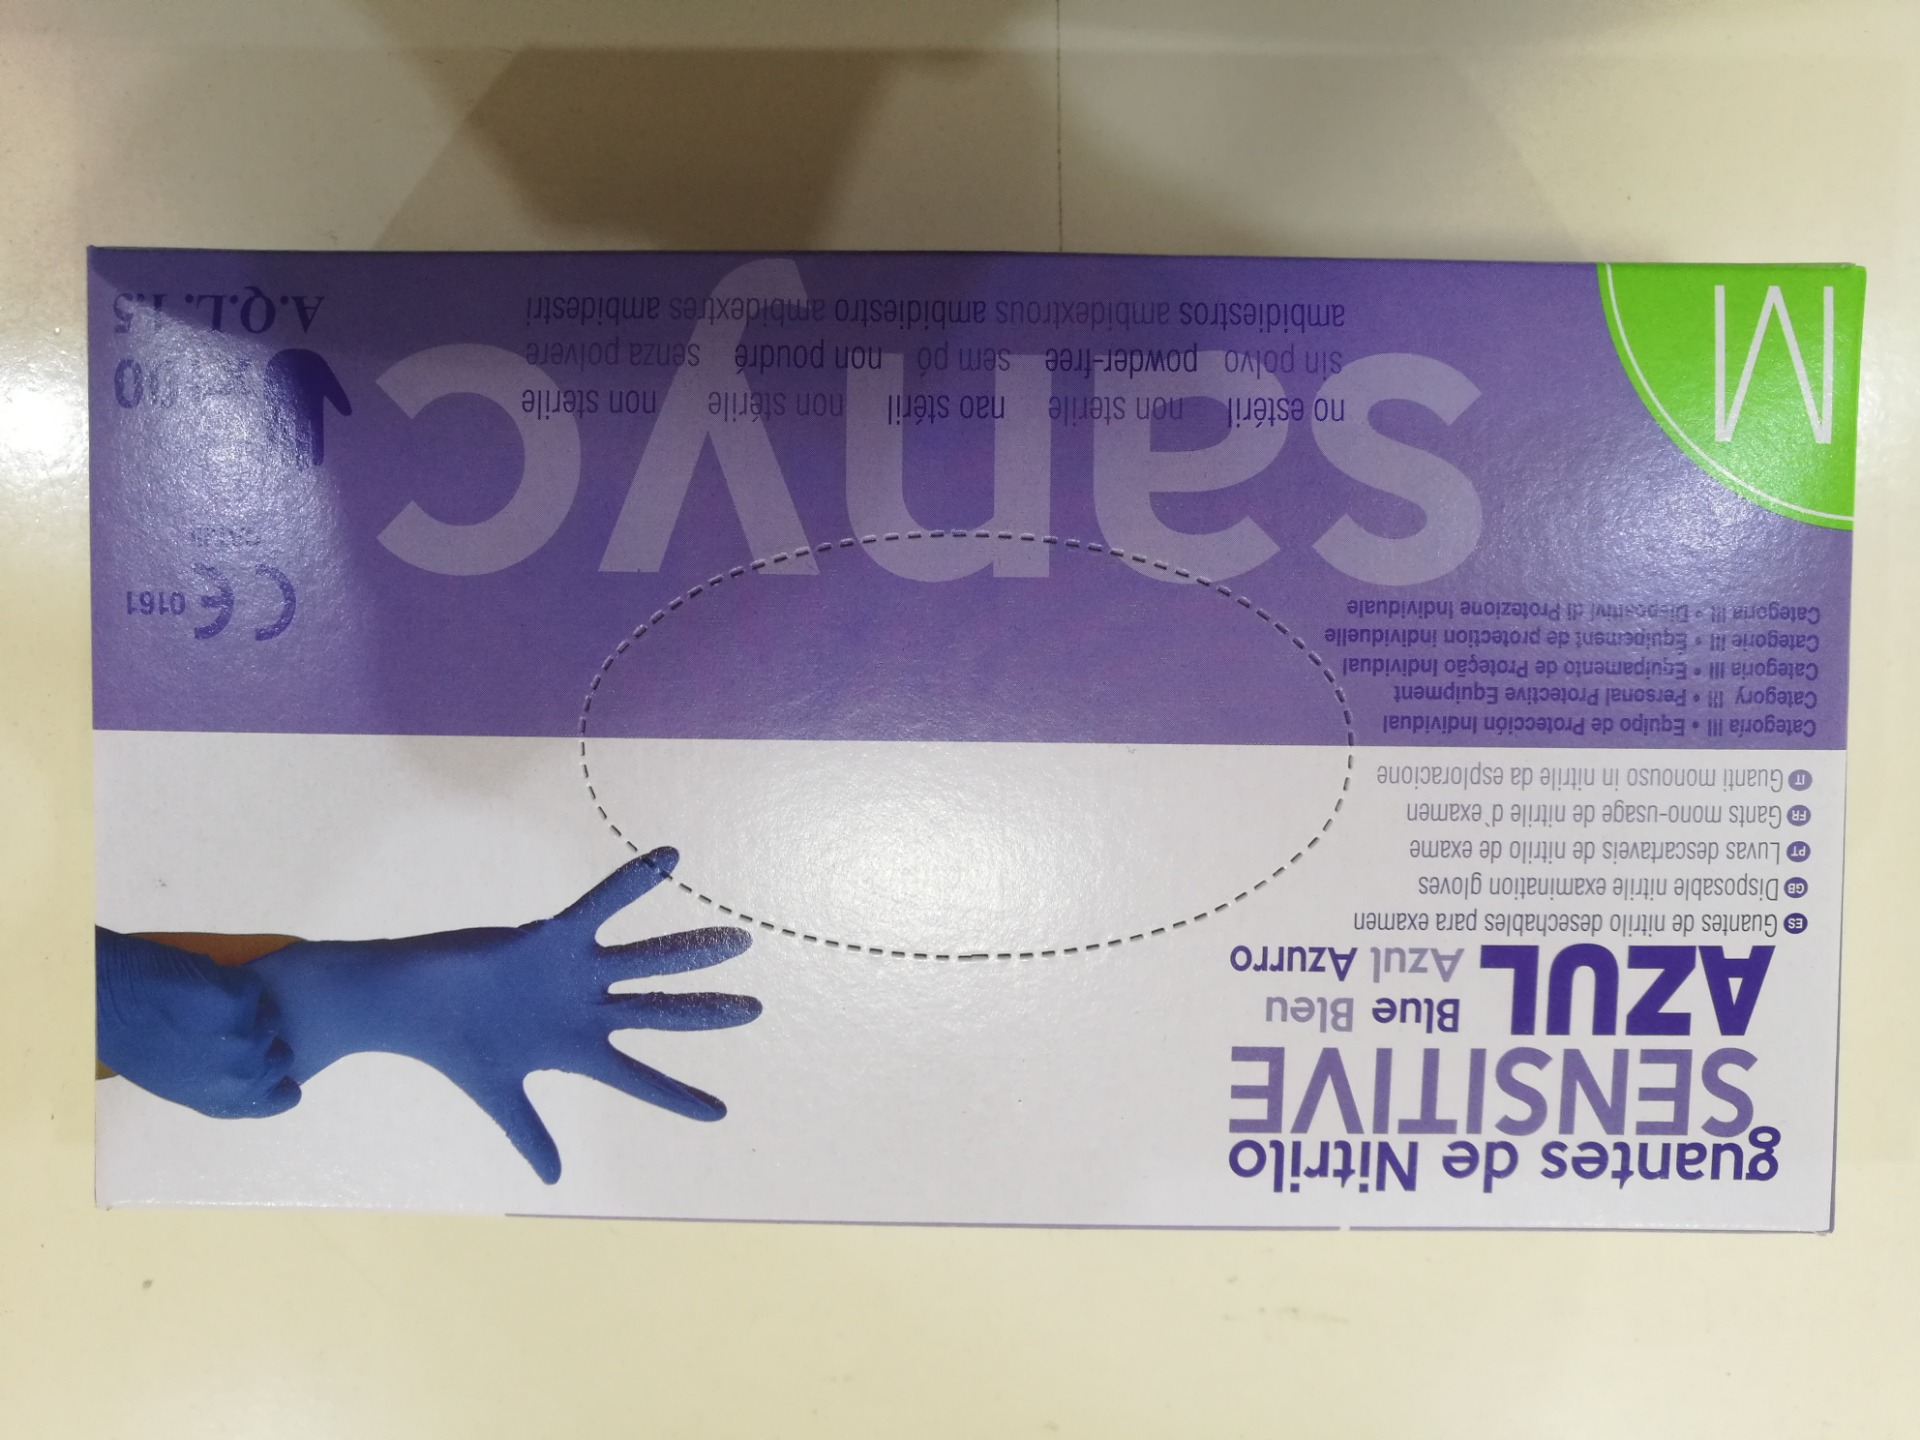 guantes de Nitrilo
SENSITIVE
AZUL Blue Bleu
Azul Azurro
ES Guantes de nitrilo desechables para examen
GB Disposable nitrile examination gloves
PT Luvas descartaveis de nitrilo de exame
FR Gants mono-usage de nitrile d`examen
IT Guanti monouso in nitrile da esploracione
Categoría III • Equipo de Protección Individual
Category III • Personal Protective Equipment
Categoria III • Equipamento de Proteção Individual
Categorie III • Équipement de protection individuelle
Categoria III • Dispositivi di Protezione Individuale
sanyc
no estéril non sterile nao stéril non stérile non sterile
sin polvo powder-free sem pó non poudré senza polvere
ambidiestros ambidextrous ambidiestro ambidextres ambidestri
M
CE 0161
A.Q.L. 1.5